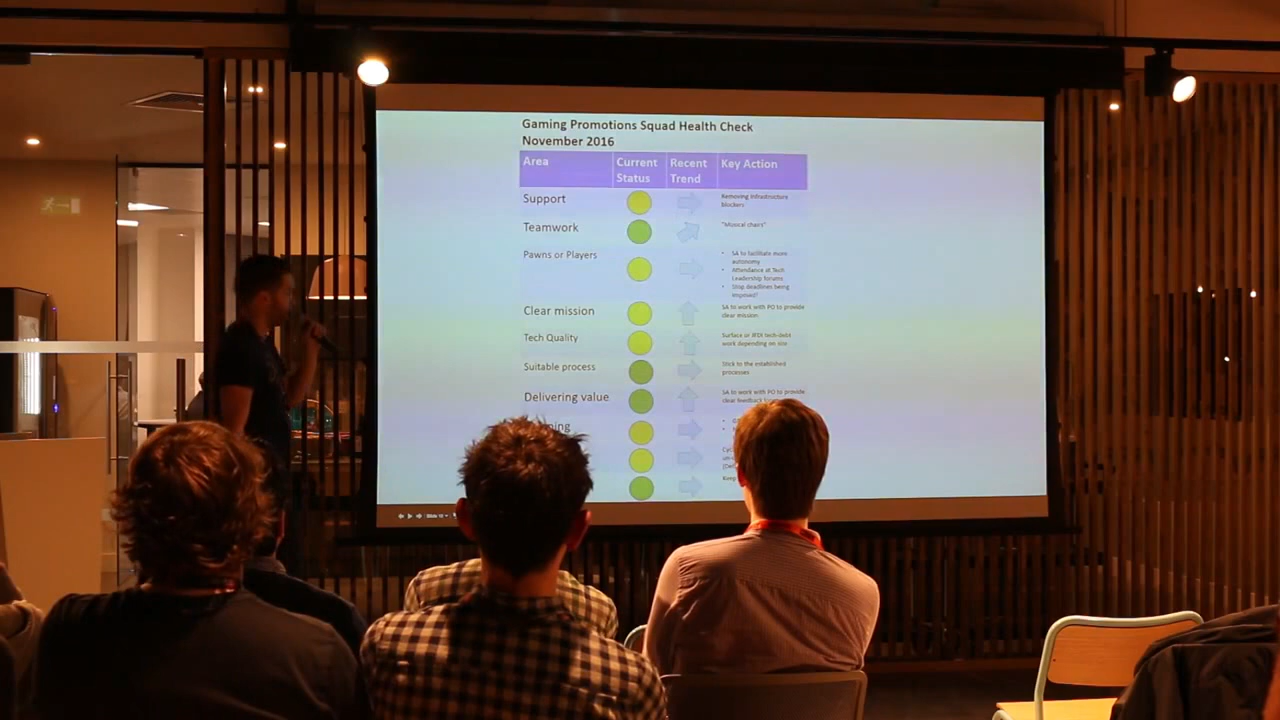 Gaming Promotions Squad Health Check
November 2016
Area Current Status Recent Trend Key Action
Support Removing infrastructure blockers
Teamwork "Musical chairs"
Pawns or Players
• SA to facilitate more autonomy
• Attendance at Tech Leadership forums
• Stop deadlines being imposed!
Clear mission SA to work with PO to provide clear mission
Tech Quality Surface or JFDI tech-debt work depending on size
Suitable process Stick to the established processes
Delivering value SA to work with PO to provide clear feedback
Keep